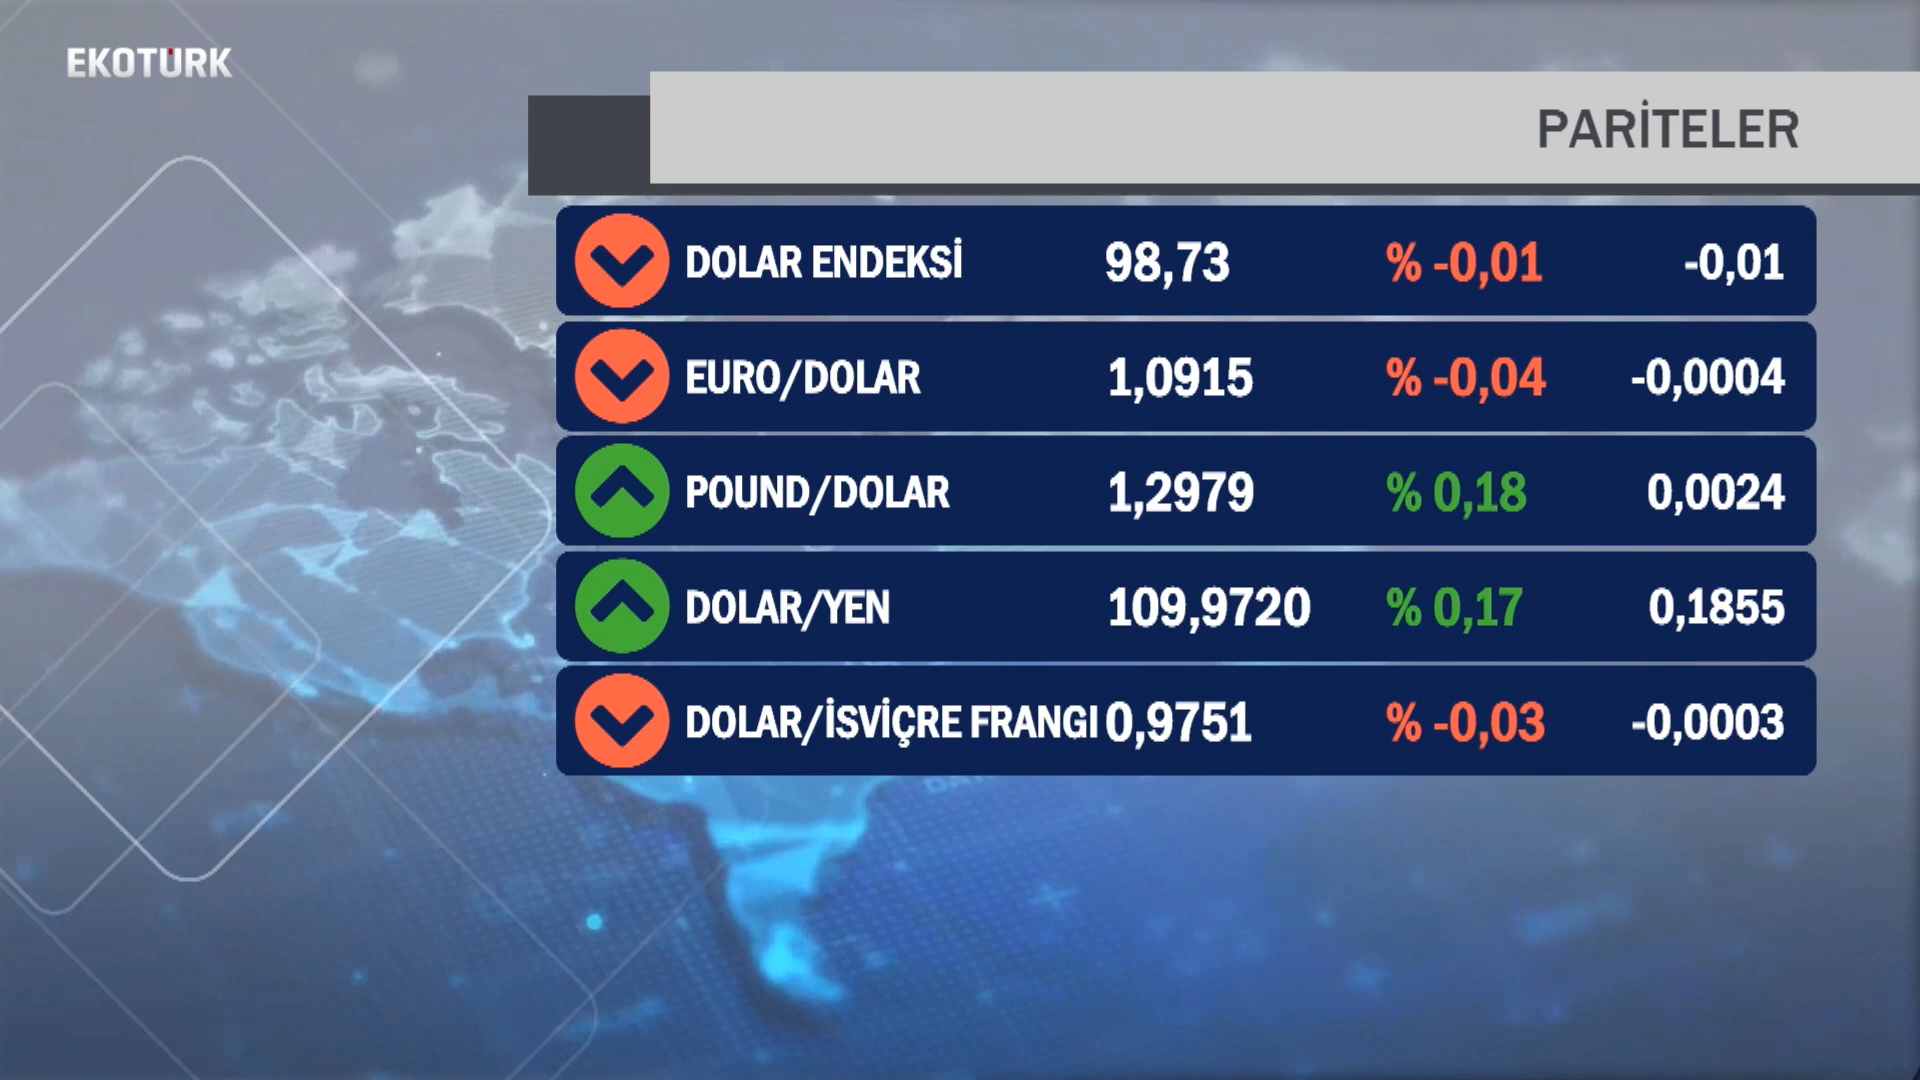 EKOTÜRK
PARİTELER
DOLAR ENDEKSİ 98,73 % -0,01 -0,01
EURO/DOLAR 1,0915 % -0,04 -0,0004
POUND/DOLAR 1,2979 % 0,18 0,0024
DOLAR/YEN 109,9720 % 0,17 0,1855
DOLAR/İSVİÇRE FRANGI 0,9751 % -0,03 -0,0003